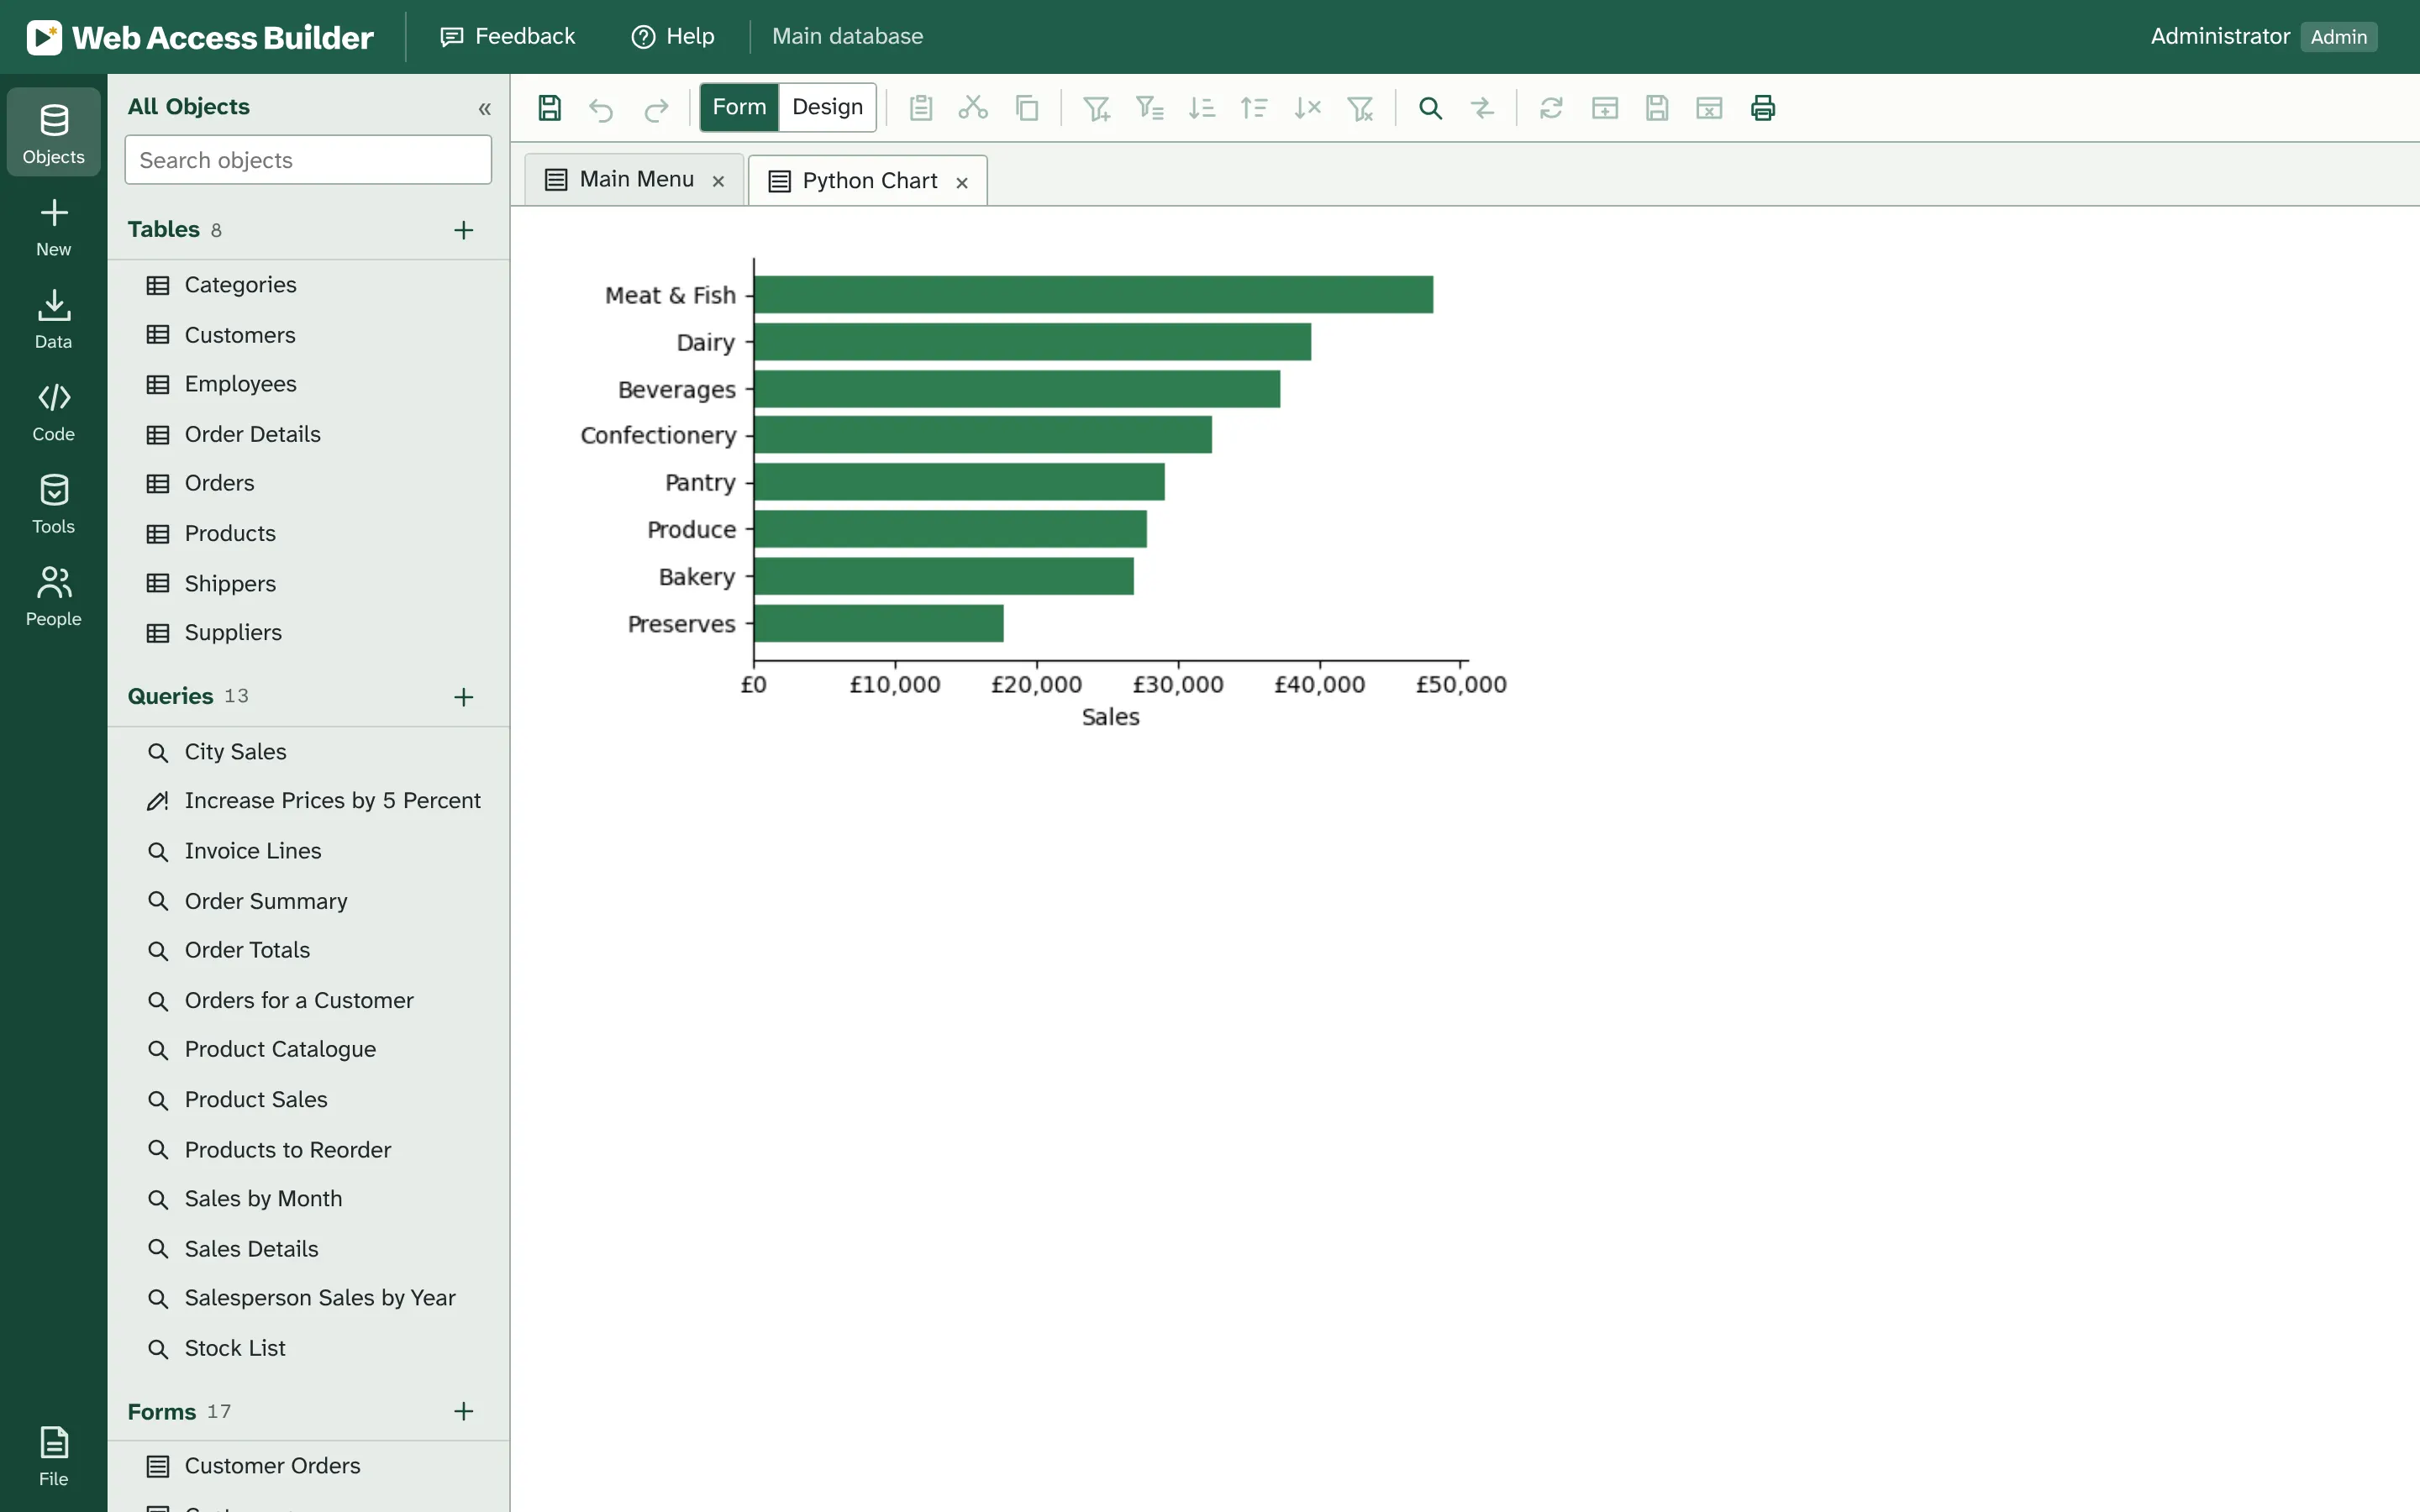 Web Access Builder
Feedback
Help
Main database
Administrator
Admin
Objects
New
Data
Code
Tools
People
File
All Objects
Search objects
Tables 8
Categories
Customers
Employees
Order Details
Orders
Products
Shippers
Suppliers
Queries 13
City Sales
Increase Prices by 5 Percent
Invoice Lines
Order Summary
Order Totals
Orders for a Customer
Product Catalogue
Product Sales
Products to Reorder
Sales by Month
Sales Details
Salesperson Sales by Year
Stock List
Forms 17
Customer Orders
Form Design
Main Menu
Python Chart
Meat & Fish
Dairy
Beverages
Confectionery
Pantry
Produce
Bakery
Preserves
£0 £10,000 £20,000 £30,000 £40,000 £50,000
Sales